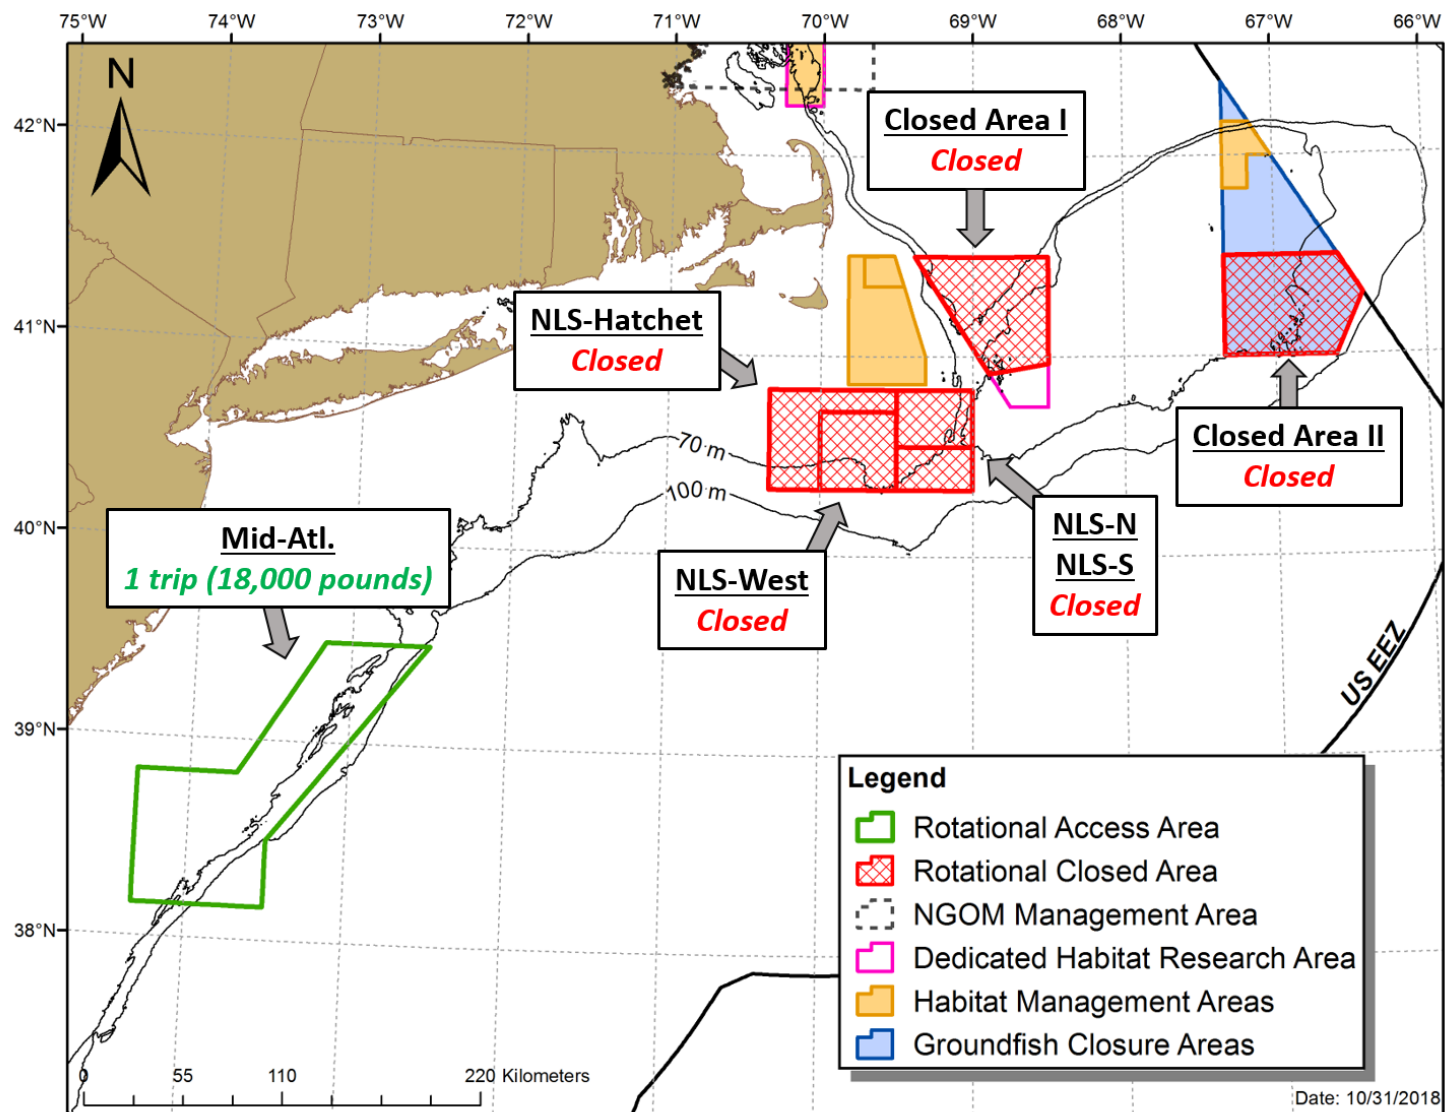 75°W 74°W 73°W 72°W 71°W 70°W 69°W 68°W 67°W 66°W
N
42°N
41°N
40°N
39°N
38°N
Closed Area I
Closed
NLS-Hatchet
Closed
Closed Area II
Closed
70 m
100 m
NLS-N
NLS-S
Closed
Mid-Atl.
1 trip (18,000 pounds)
NLS-West
Closed
US EEZ
Legend
Rotational Access Area
Rotational Closed Area
NGOM Management Area
Dedicated Habitat Research Area
Habitat Management Areas
Groundfish Closure Areas
0 55 110 220 Kilometers
Date: 10/31/2018